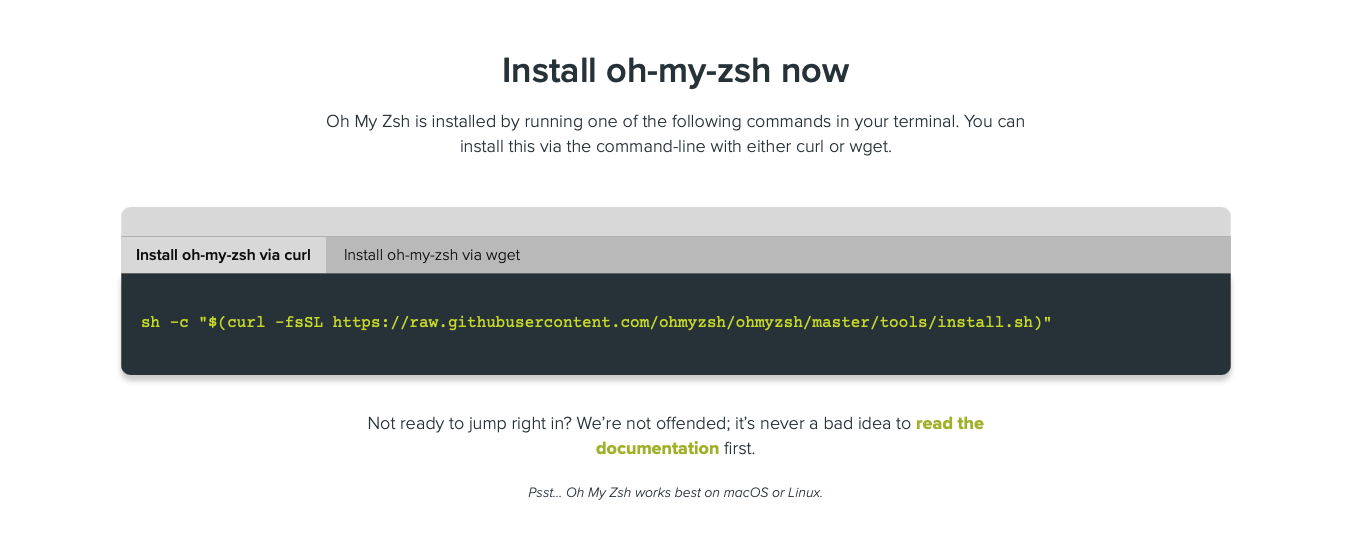 Install oh-my-zsh now
Oh My Zsh is installed by running one of the following commands in your terminal. You can
install this via the command-line with either curl or wget.
Install oh-my-zsh via curl
Install oh-my-zsh via wget
sh -c "$(curl -fsSL https://raw.githubusercontent.com/ohmyzsh/ohmyzsh/master/tools/install.sh)"
Not ready to jump right in? We’re not offended; it’s never a bad idea to read the
documentation first.
Psst... Oh My Zsh works best on macOS or Linux.